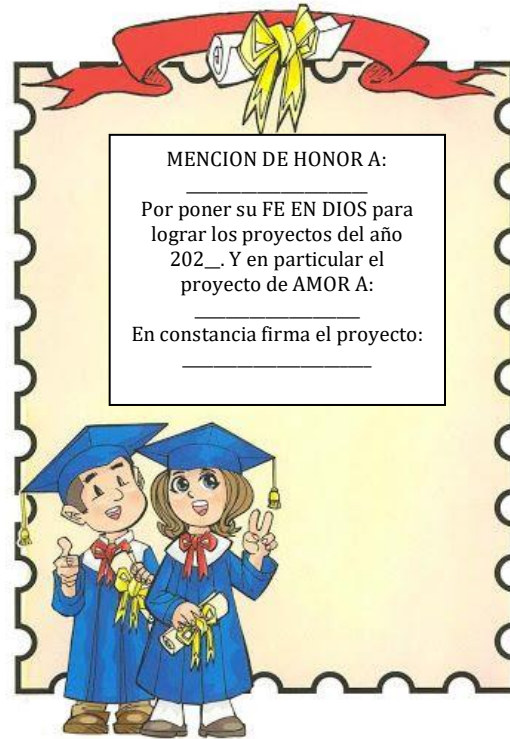 MENCION DE HONOR A:
_______________________
Por poner su FE EN DIOS para
lograr los proyectos del año
202__. Y en particular el
proyecto de AMOR A:
_____________________
En constancia firma el proyecto:
________________________